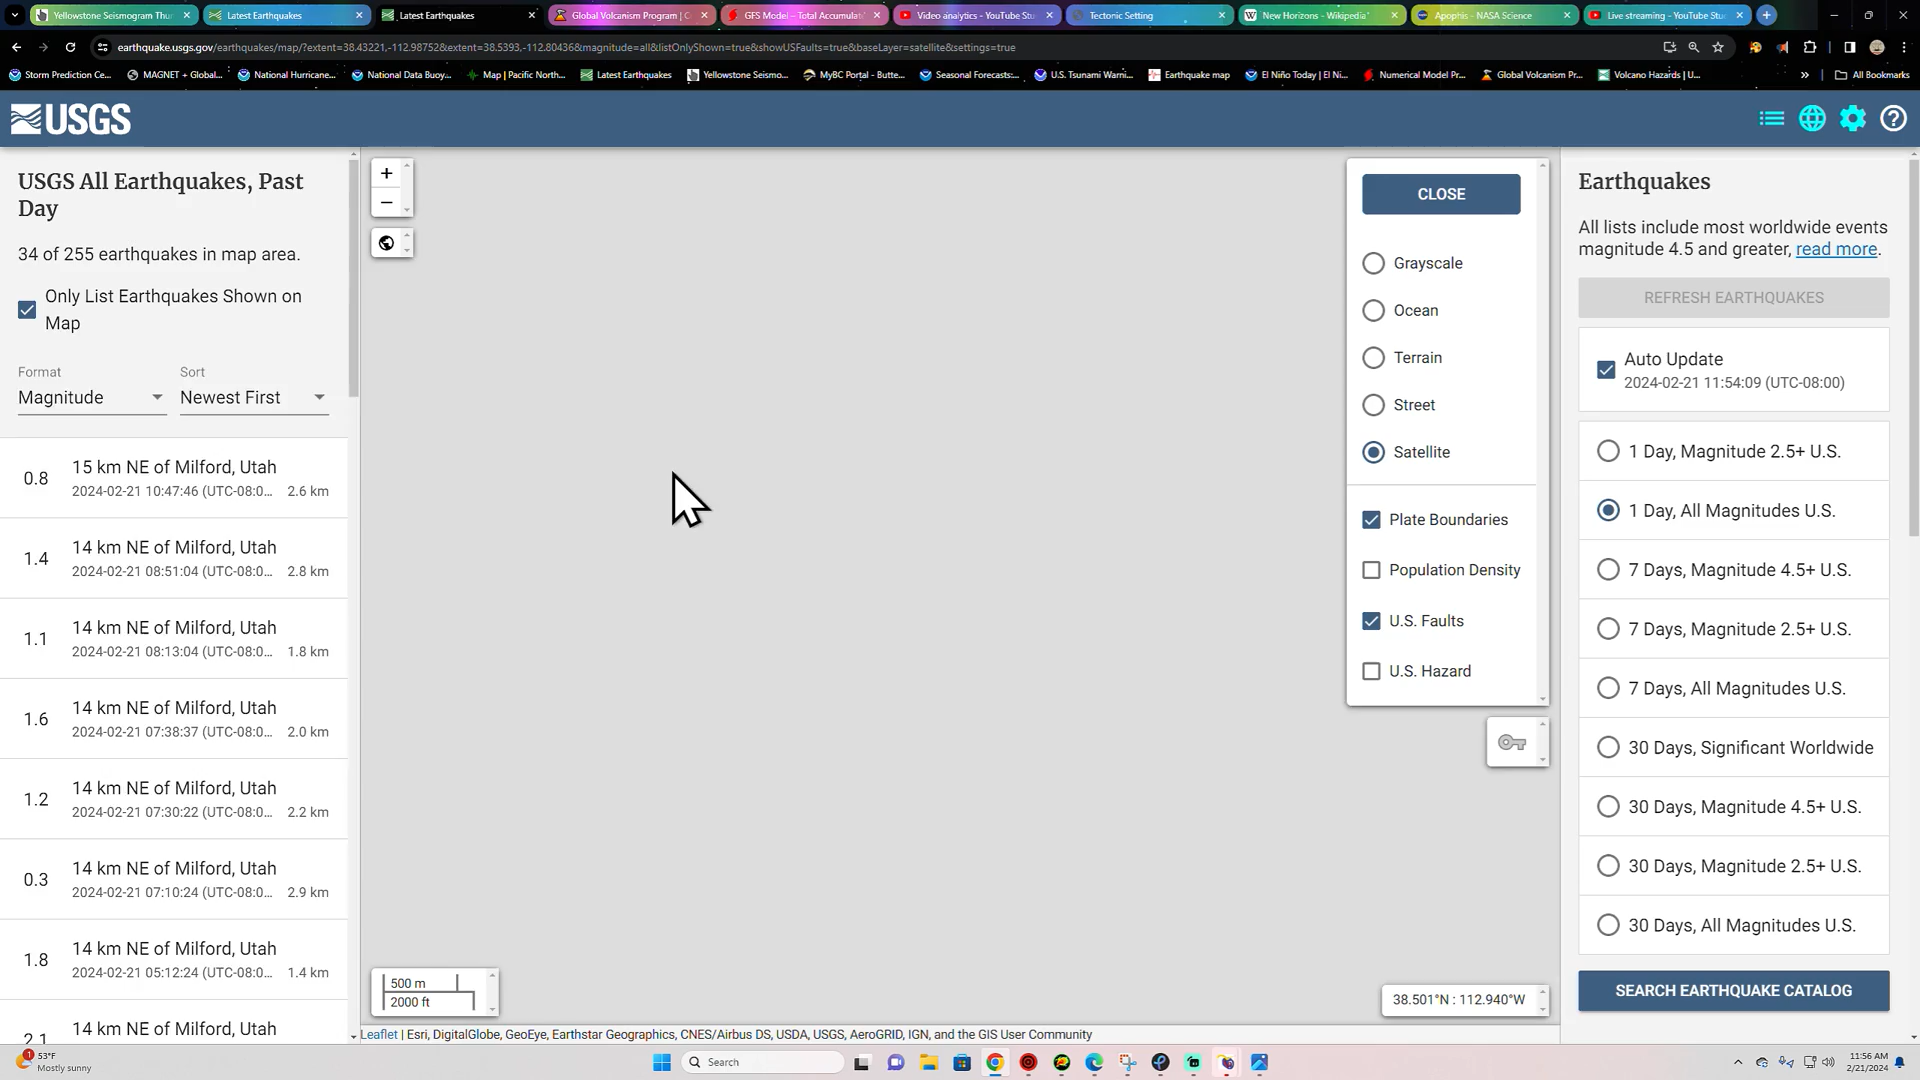 Yellowstone Seismogram Thu
Latest Earthquakes
Latest Earthquakes
Global Volcanism Program | C
GFS Model – Total Accumulat
Video analytics - YouTube Stu
Tectonic Setting
New Horizons - Wikipedia
Apophis - NASA Science
Live streaming - YouTube Stu
earthquake.usgs.gov/earthquakes/map/?extent=38.43221,-112.98752&extent=38.5393,-112.80436&magnitude=all&listOnlyShown=true&showUSFaults=true&baseLayer=satellite&settings=true
Storm Prediction Ce...
MAGNET + Global...
National Hurricane...
National Data Buoy...
Map | Pacific North...
Latest Earthquakes
Yellowstone Seismo...
MyBC Portal - Butte...
Seasonal Forecasts:...
U.S. Tsunami Warni...
Earthquake map
El Niño Today | El Ni...
Numerical Model Pr...
Global Volcanism Pr...
Volcano Hazards | U...
All Bookmarks
USGS
USGS All Earthquakes, Past
Day
34 of 255 earthquakes in map area.
Only List Earthquakes Shown on
Map
Format
Sort
Magnitude
Newest First
0.8
15 km NE of Milford, Utah
2024-02-21 10:47:46 (UTC-08:0... 2.6 km
1.4
14 km NE of Milford, Utah
2024-02-21 08:51:04 (UTC-08:0... 2.8 km
1.1
14 km NE of Milford, Utah
2024-02-21 08:13:04 (UTC-08:0... 1.8 km
1.6
14 km NE of Milford, Utah
2024-02-21 07:38:37 (UTC-08:0... 2.0 km
1.2
14 km NE of Milford, Utah
2024-02-21 07:30:22 (UTC-08:0... 2.2 km
0.3
14 km NE of Milford, Utah
2024-02-21 07:10:24 (UTC-08:0... 2.9 km
1.8
14 km NE of Milford, Utah
2024-02-21 05:12:24 (UTC-08:0... 1.4 km
2.1
14 km NE of Milford, Utah
+
−
500 m
2000 ft
CLOSE
Grayscale
Ocean
Terrain
Street
Satellite
Plate Boundaries
Population Density
U.S. Faults
U.S. Hazard
38.501°N : 112.940°W
Leaflet | Esri, DigitalGlobe, GeoEye, Earthstar Geographics, CNES/Airbus DS, USDA, USGS, AeroGRID, IGN, and the GIS User Community
Earthquakes
All lists include most worldwide events
magnitude 4.5 and greater, read more.
REFRESH EARTHQUAKES
Auto Update
2024-02-21 11:54:09 (UTC-08:00)
1 Day, Magnitude 2.5+ U.S.
1 Day, All Magnitudes U.S.
7 Days, Magnitude 4.5+ U.S.
7 Days, Magnitude 2.5+ U.S.
7 Days, All Magnitudes U.S.
30 Days, Significant Worldwide
30 Days, Magnitude 4.5+ U.S.
30 Days, Magnitude 2.5+ U.S.
30 Days, All Magnitudes U.S.
SEARCH EARTHQUAKE CATALOG
1
53°F
Mostly sunny
Search
11:56 AM
2/21/2024